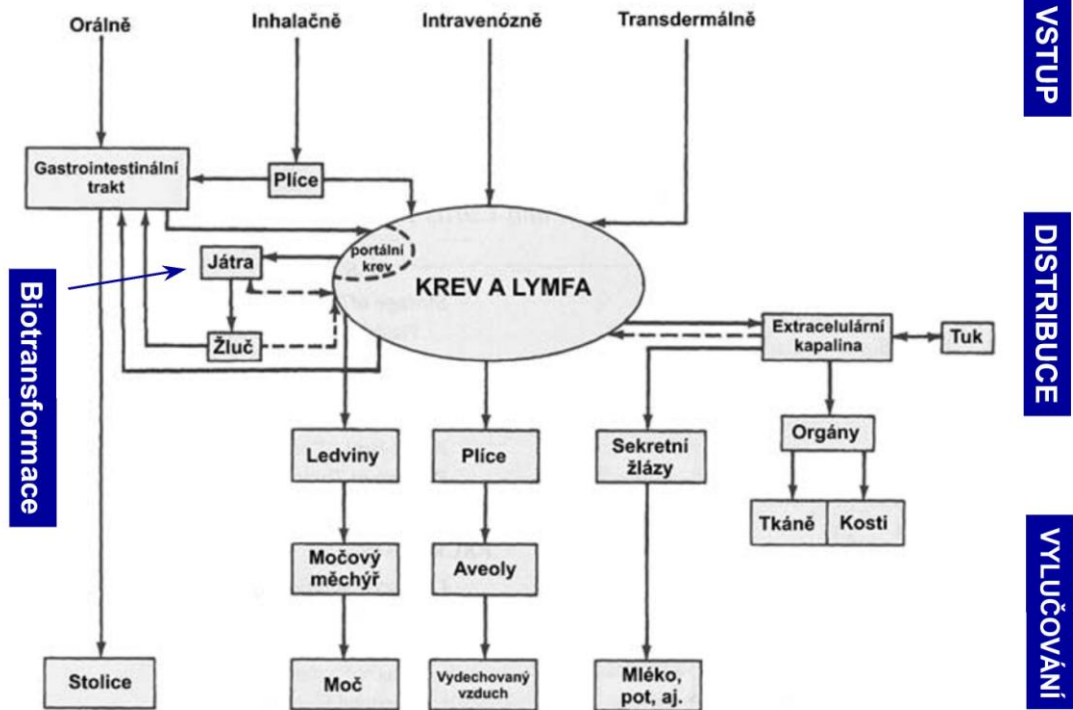 Orálně
Inhalačně
Intravenózně
Transdermálně
VSTUP
Gastrointestinální
trakt
Plíce
portální
krev
Játra
KREV A LYMFA
DISTRIBUCE
Biotransformace
Žluč
Extracelulární
kapalina
Tuk
Ledviny
Plíce
Sekretní
žlázy
Orgány
Tkáně
Kosti
Močový
měchýř
Aveoly
VYLUČOVÁNÍ
Stolice
Moč
Vydechovaný
vzduch
Mléko,
pot, aj.